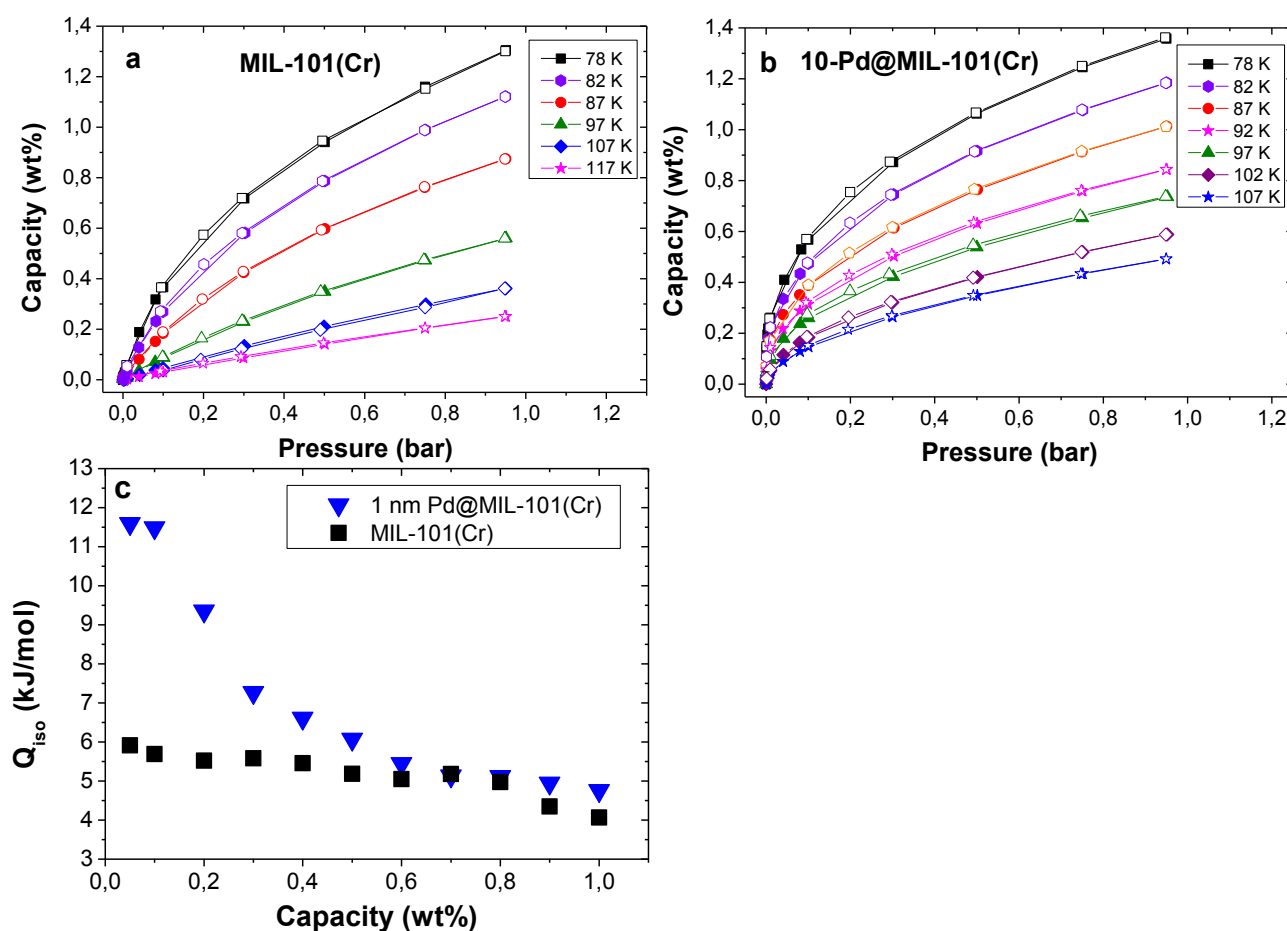 a
MIL-101(Cr)
78 K
82 K
87 K
97 K
107 K
117 K
Capacity (wt%)
1,4
1,2
1,0
0,8
0,6
0,4
0,2
0,0
0,0 0,2 0,4 0,6 0,8 1,0 1,2
Pressure (bar)
b
10-Pd@MIL-101(Cr)
78 K
82 K
87 K
92 K
97 K
102 K
107 K
Capacity (wt%)
1,4
1,2
1,0
0,8
0,6
0,4
0,2
0,0
0,0 0,2 0,4 0,6 0,8 1,0 1,2
Pressure (bar)
c
1 nm Pd@MIL-101(Cr)
MIL-101(Cr)
Q_iso (kJ/mol)
13
12
11
10
9
8
7
6
5
4
3
0,0 0,2 0,4 0,6 0,8 1,0
Capacity (wt%)